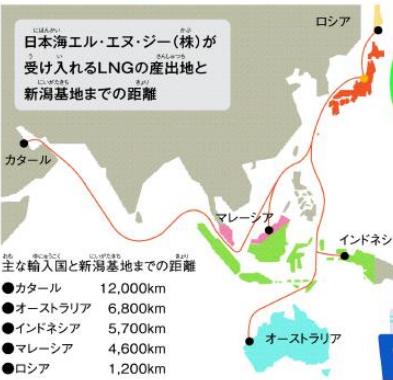 日本海エル・エヌ・ジー(株)が
受け入れるLNGの産出地と
新潟基地までの距離
ロシア
カタール
マレーシア
インドネシ
オーストラリア
主な輸入国と新潟基地までの距離
●カタール 12,000km
●オーストラリア 6,800km
●インドネシア 5,700km
●マレーシア 4,600km
●ロシア 1,200km